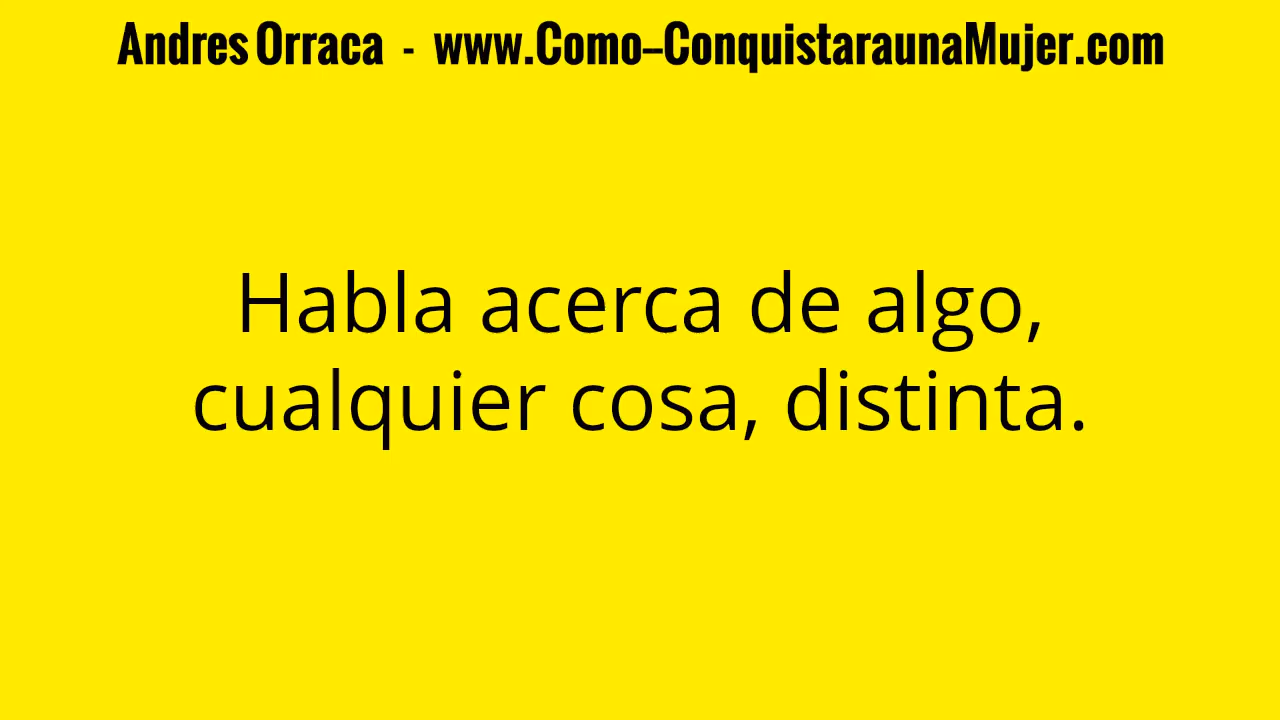 Andres Orraca - www.Como--ConquistaraunaMujer.com
Habla acerca de algo,
cualquier cosa, distinta.